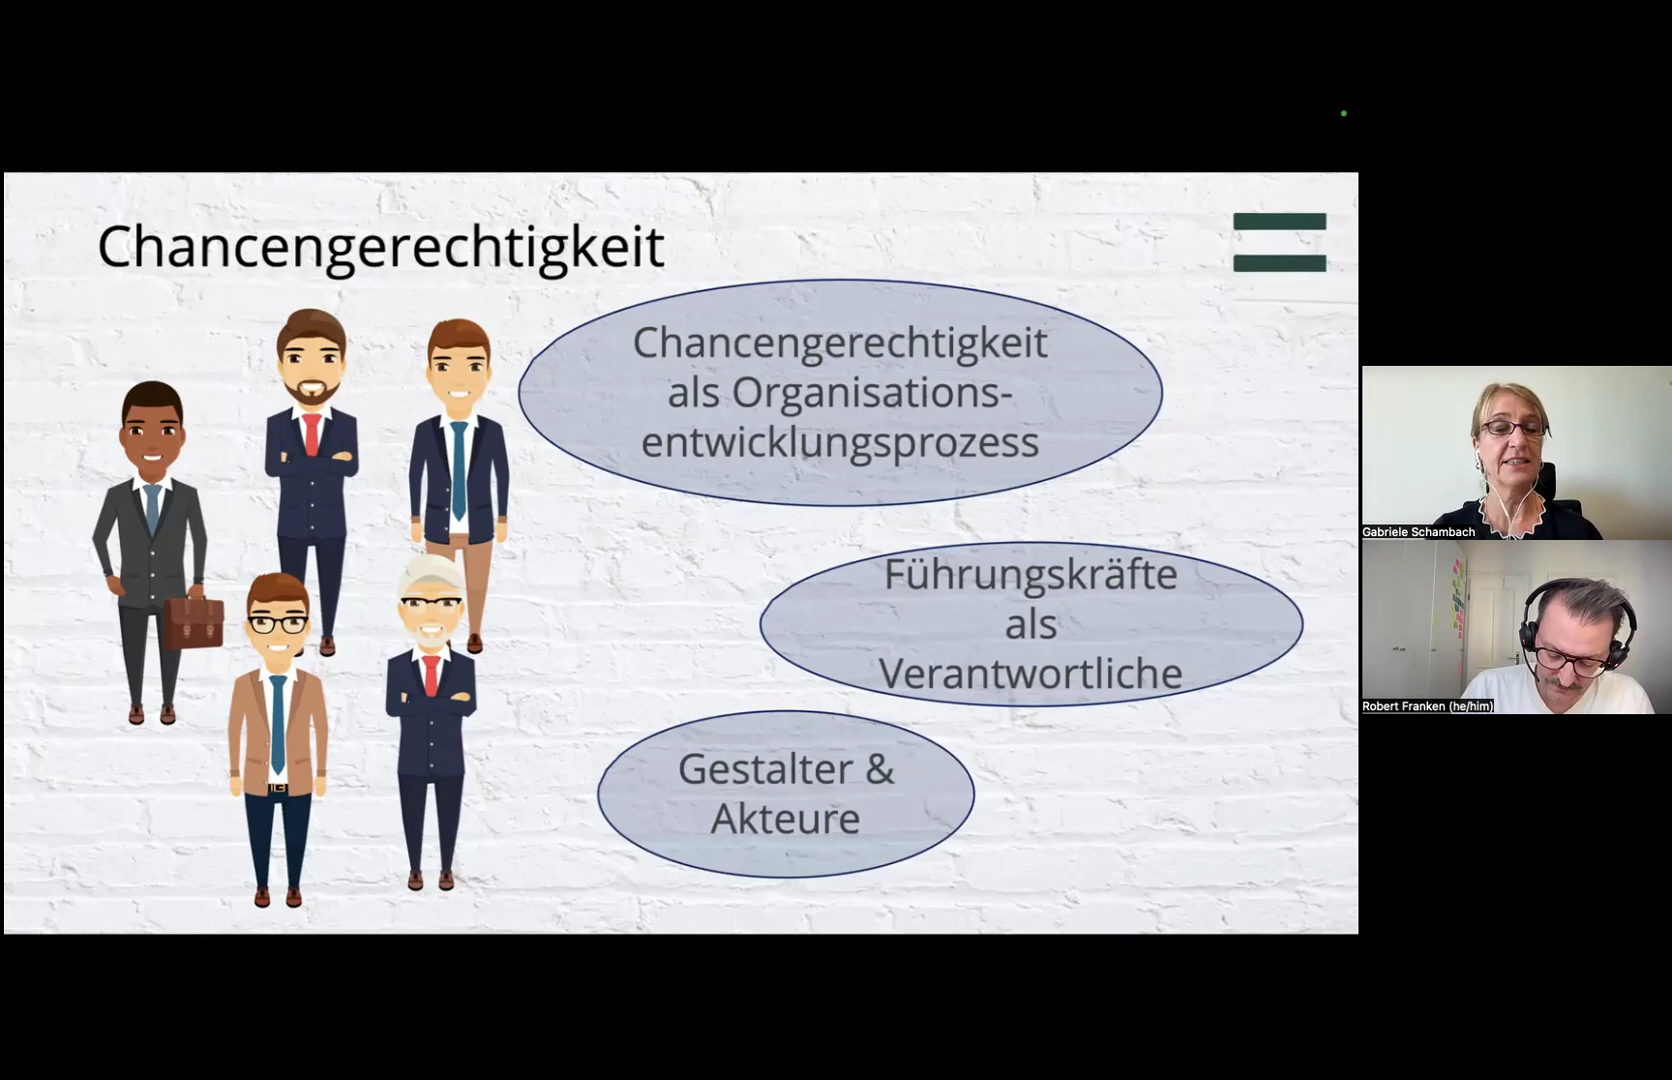 Chancengerechtigkeit
Chancengerechtigkeit
als Organisations-
entwicklungsprozess
Führungskräfte
als
Verantwortliche
Gestalter &
Akteure
Gabriele Schambach
Robert Franken (he/him)